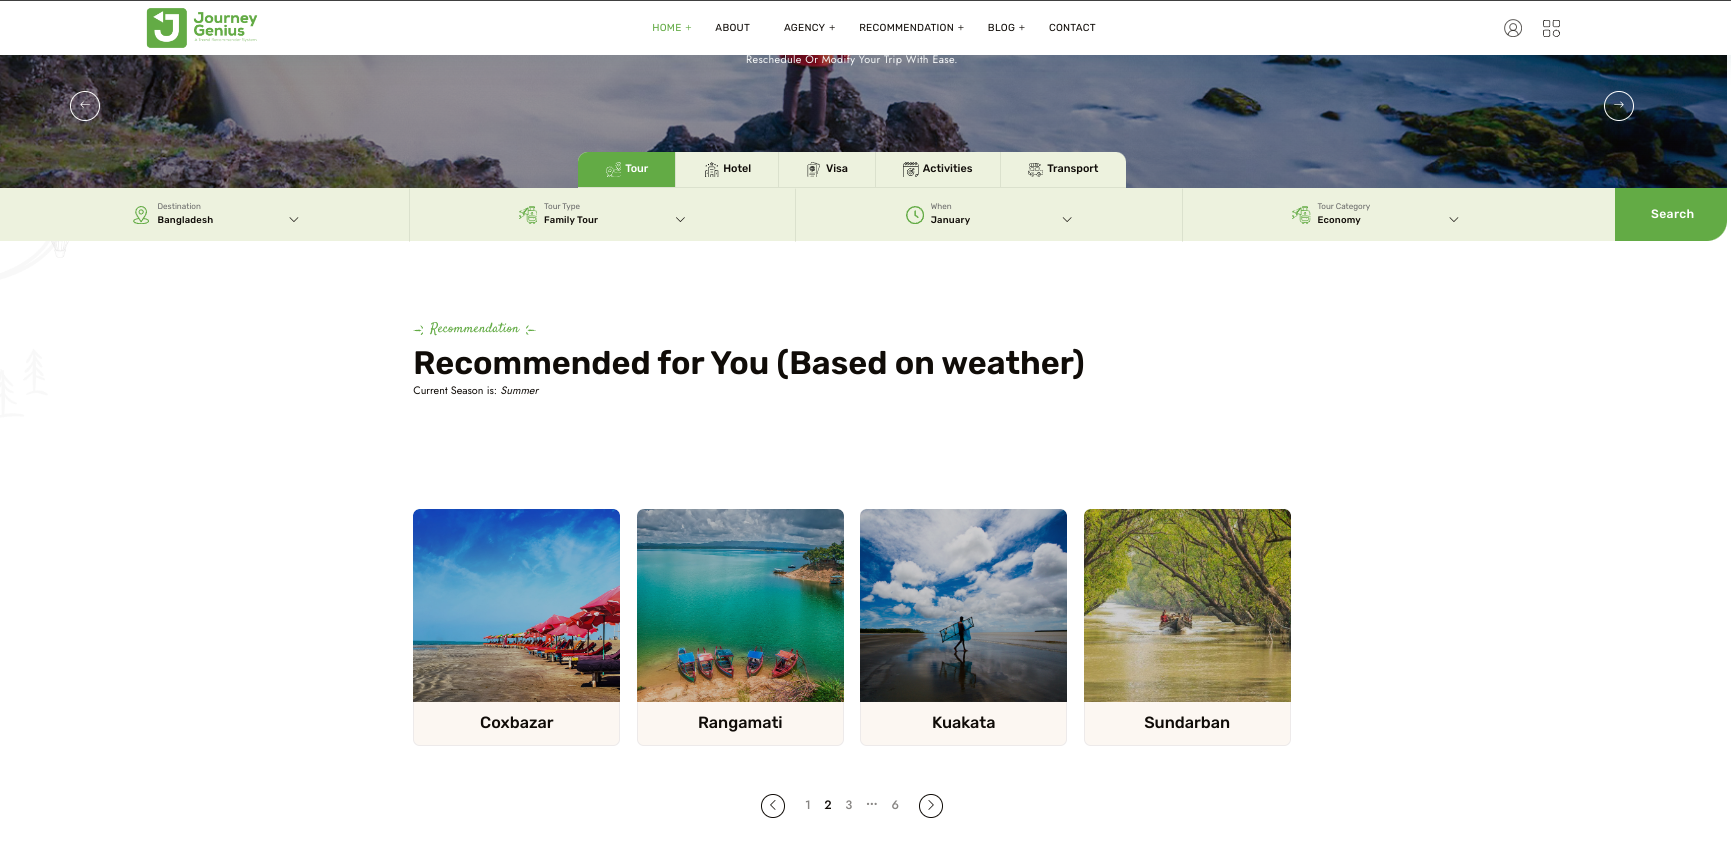 Journey
Genius
HOME +
ABOUT
AGENCY +
RECOMMENDATION +
BLOG +
CONTACT
Reschedule Or Modify Your Trip With Ease.
Tour
Hotel
Visa
Activities
Transport
Destination
Bangladesh
Tour Type
Family Tour
When
January
Tour Category
Economy
Search
Recommendation
Recommended for You (Based on weather)
Current Season is: Summer
Coxbazar
Rangamati
Kuakata
Sundarban
1 2 3 ... 6